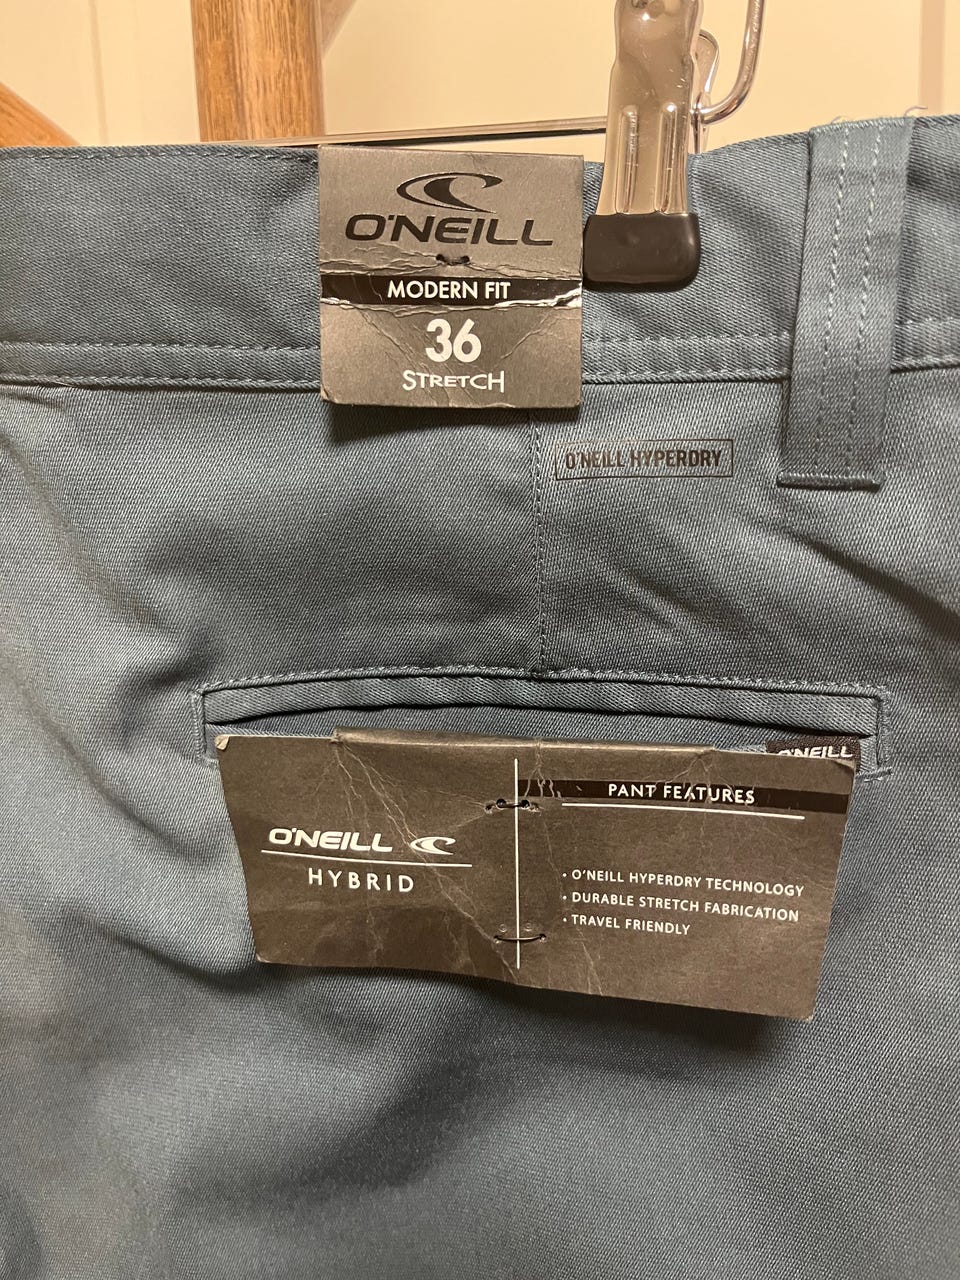 O'NEILL
MODERN FIT
36
STRETCH
O'NEILL HYPERDRY
O'NEILL
O'NEILL
HYBRID
PANT FEATURES
• O'NEILL HYPERDRY TECHNOLOGY
• DURABLE STRETCH FABRICATION
• TRAVEL FRIENDLY